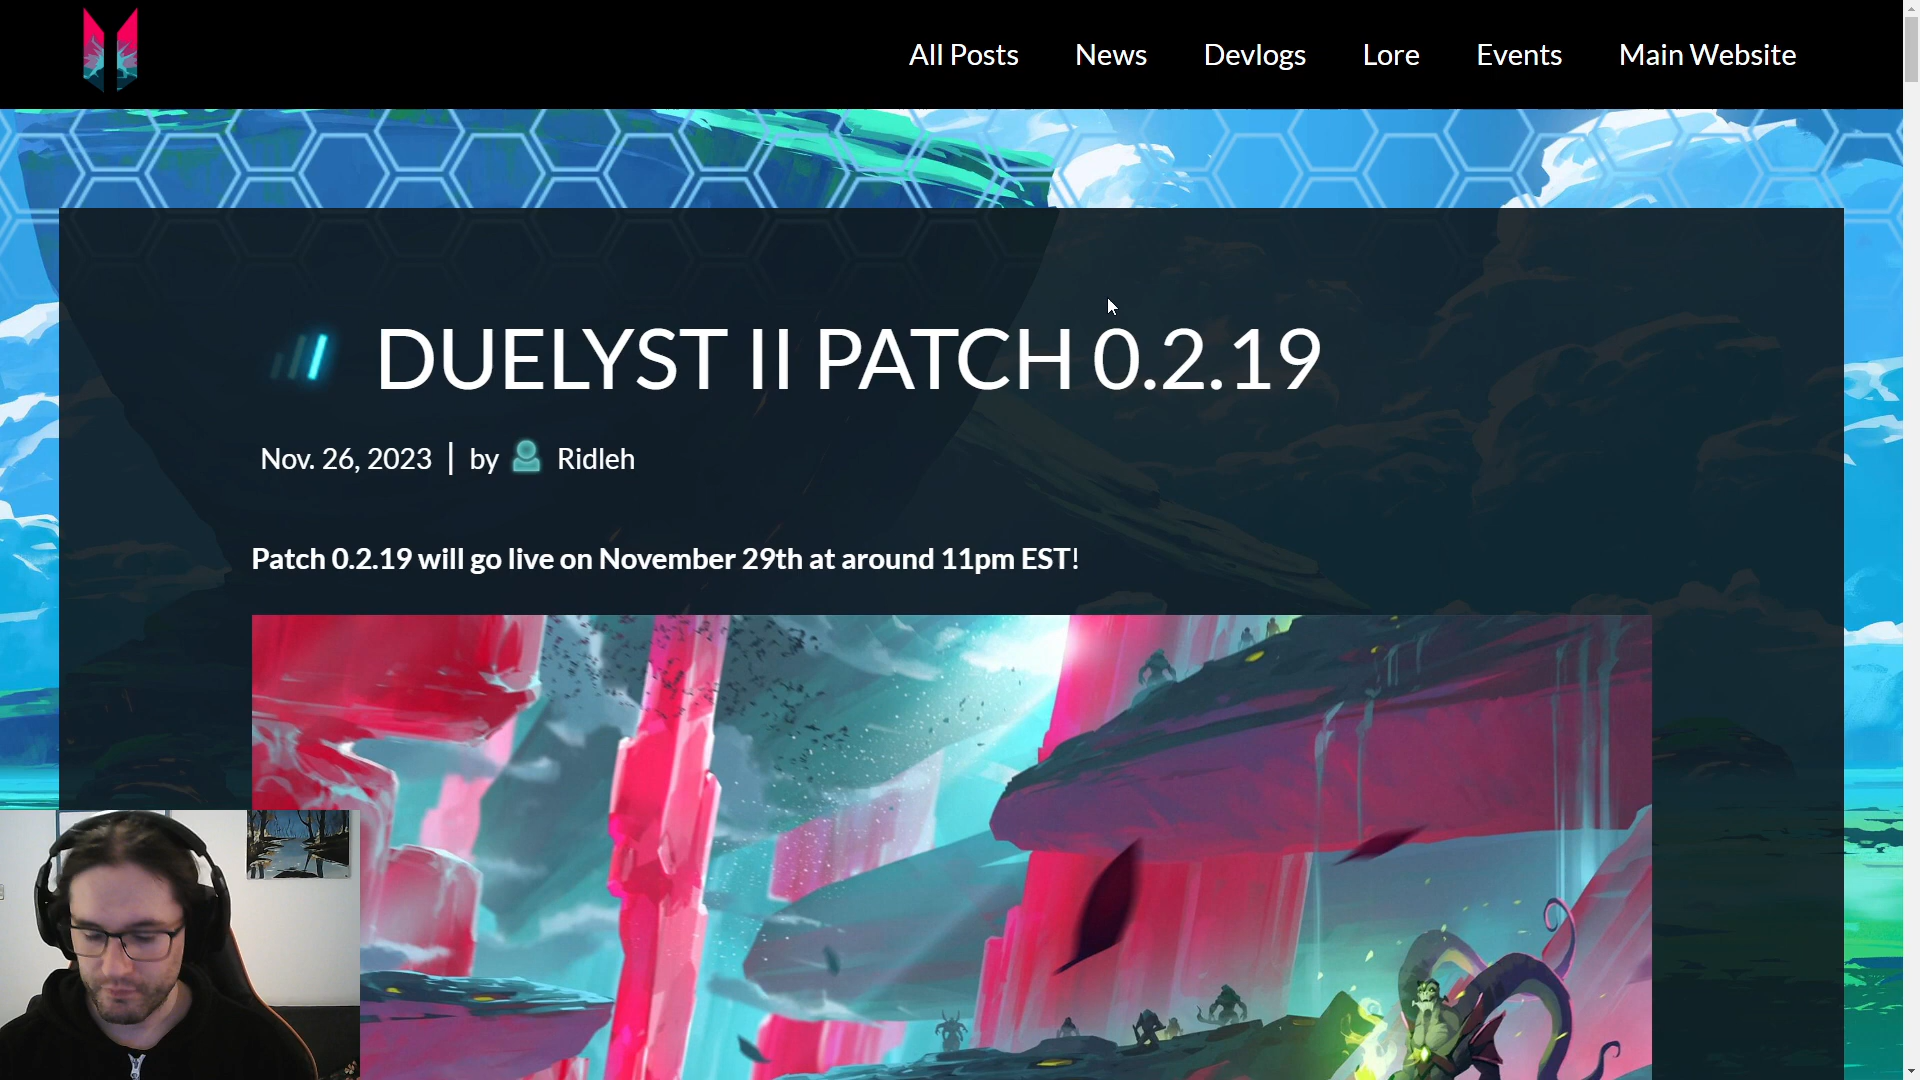 All Posts News Devlogs Lore Events Main Website
DUELYST II PATCH 0.2.19
Nov. 26, 2023 | by Ridleh
Patch 0.2.19 will go live on November 29th at around 11pm EST!